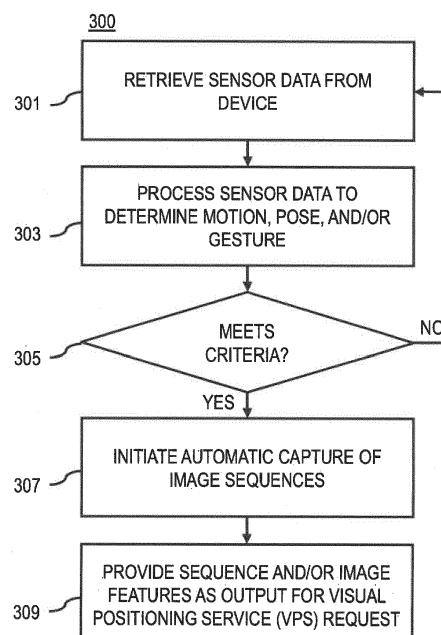 300
301
RETRIEVE SENSOR DATA FROM
DEVICE
303
PROCESS SENSOR DATA TO
DETERMINE MOTION, POSE, AND/OR
GESTURE
305
MEETS
CRITERIA?
NO
YES
307
INITIATE AUTOMATIC CAPTURE OF
IMAGE SEQUENCES
309
PROVIDE SEQUENCE AND/OR IMAGE
FEATURES AS OUTPUT FOR VISUAL
POSITIONING SERVICE (VPS) REQUEST